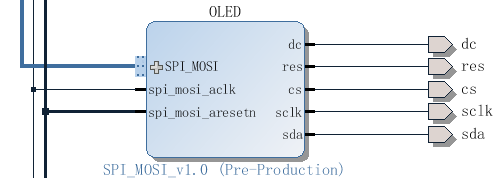 OLED
dc dc
SPI_MOSI res res
spi_mosi_aclk cs cs
spi_mosi_aresetn sclk sclk
sda sda
SPI_MOSI_v1.0 (Pre-Production)